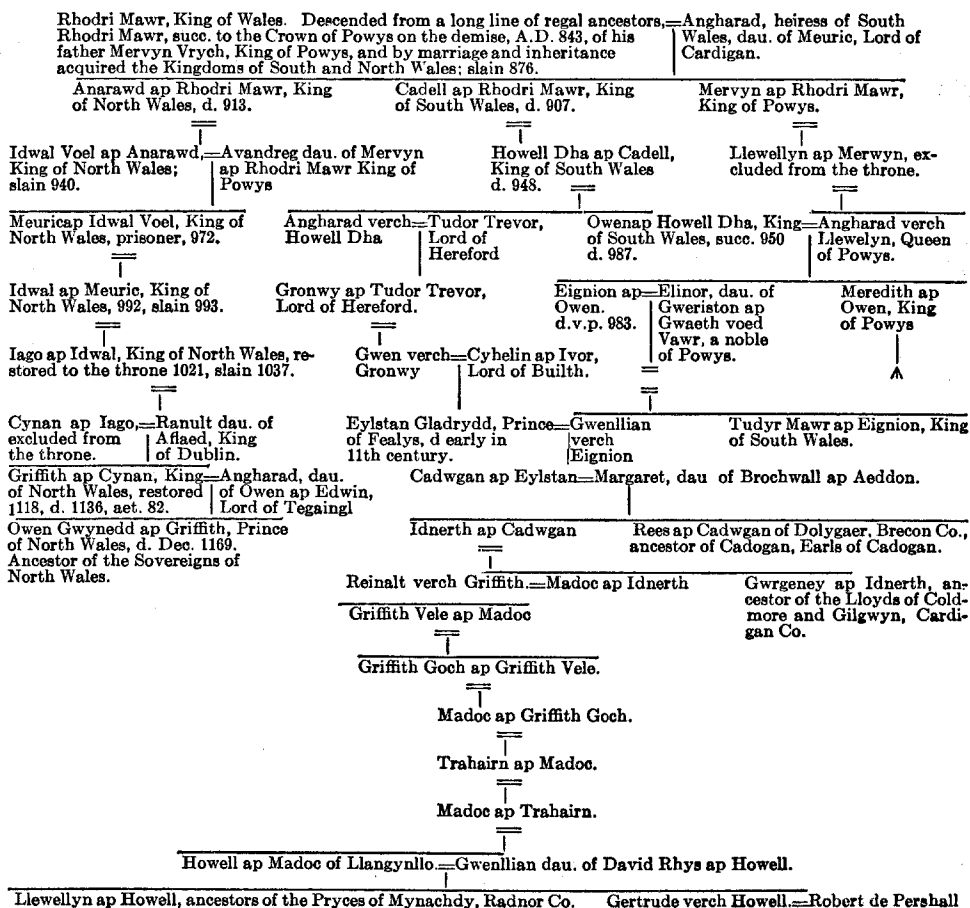 Rhodri Mawr, King of Wales. Descended from a long line of regal ancestors,=Angharad, heiress of South
Rhodri Mawr, succ. to the Crown of Powys on the demise, A.D. 843, of his
father Mervyn Vrych, King of Powys, and by marriage and inheritance
acquired the Kingdoms of South and North Wales; slain 876.
Wales, dau. of Meuric, Lord of
Cardigan.
Anarawd ap Rhodri Mawr, King
of North Wales, d. 913.
Cadell ap Rhodri Mawr, King
of South Wales, d. 907.
Mervyn ap Rhodri Mawr,
King of Powys.
Idwal Voel ap Anarawd,=Avandreg dau. of Mervyn
King of North Wales;
slain 940.
ap Rhodri Mawr King of
Powys
Howell Dha ap Cadell,
King of South Wales
d. 948.
Llewellyn ap Merwyn, ex-
cluded from the throne.
Meuricap Idwal Voel, King of
North Wales, prisoner, 972.
Angharad verch=Tudor Trevor,
Howell Dha
Lord of
Hereford
Owenap Howell Dha, King=Angharad verch
of South Wales, succ. 950
d. 987.
Llewelyn, Queen
of Powys.
Idwal ap Meuric, King of
North Wales, 992, slain 993.
Gronwy ap Tudor Trevor,
Lord of Hereford.
Eignion ap=Elinor, dau. of
Owen.
d.v.p. 983.
Gweriston ap
Gwaeth voed
Vawr, a noble
of Powys.
Meredith ap
Owen, King
of Powys
Iago ap Idwal, King of North Wales, re-
stored to the throne 1021, slain 1037.
Gwen verch=Cyhelin ap Ivor,
Gronwy
Lord of Builth.
Cynan ap Iago,=Ranult dau. of
excluded from
the throne.
Aflaed, King
of Dublin.
Eylstan Gladrydd, Prince=Gwenllian
of Fealys, d early in
11th century.
verch
Eignion
Tudyr Mawr ap Eignion, King
of South Wales.
Griffith ap Cynan, King=Angharad, dau.
of North Wales, restored
1118, d. 1136, aet. 82.
of Owen ap Edwin,
Lord of Tegaingl
Cadwgan ap Eylstan=Margaret, dau of Brochwall ap Aeddon.
Owen Gwynedd ap Griffith, Prince
of North Wales, d. Dec. 1169.
Ancestor of the Sovereigns of
North Wales.
Idnerth ap Cadwgan
Rees ap Cadwgan of Dolygaer, Brecon Co.,
ancestor of Cadogan, Earls of Cadogan.
Reinalt verch Griffith.=Madoc ap Idnerth
Gwrgeney ap Idnerth, an-
cestor of the Lloyds of Cold-
more and Gilgwyn, Cardi-
gan Co.
Griffith Vele ap Madoc
Griffith Goch ap Griffith Vele.
Madoc ap Griffith Goch.
Trahairn ap Madoc.
Madoc ap Trahairn.
Howell ap Madoc of Llangynllo.=Gwenllian dau. of David Rhys ap Howell.
Llewellyn ap Howell, ancestors of the Pryces of Mynachdy, Radnor Co.
Gertrude verch Howell.=Robert de Pershall